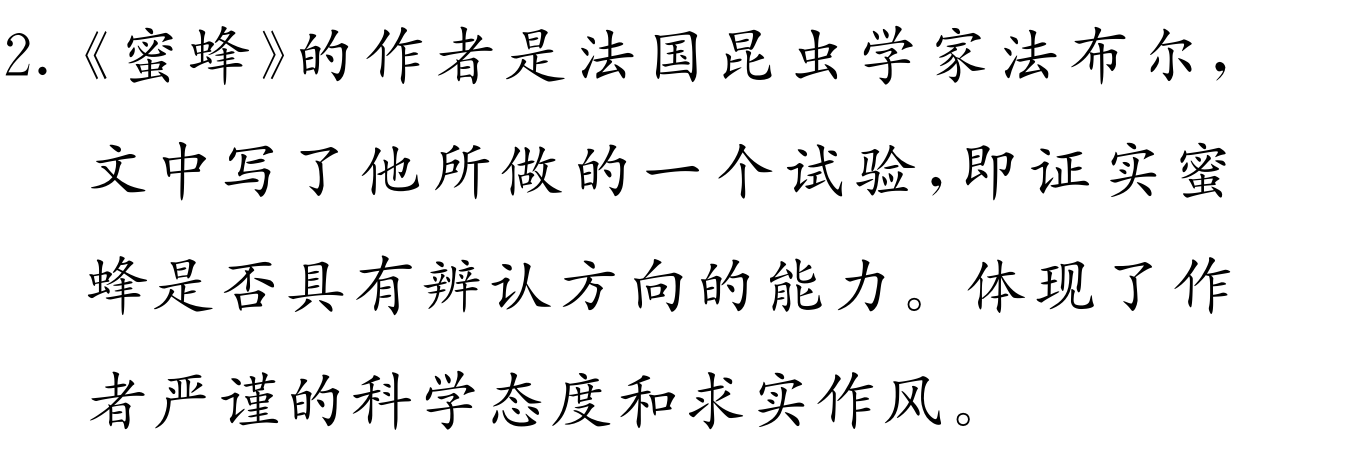 2.《蜜蜂》的作者是法国昆虫学家法布尔，
文中写了他所做的一个试验，即证实蜜
蜂是否具有辨认方向的能力。体现了作
者严谨的科学态度和求实作风。